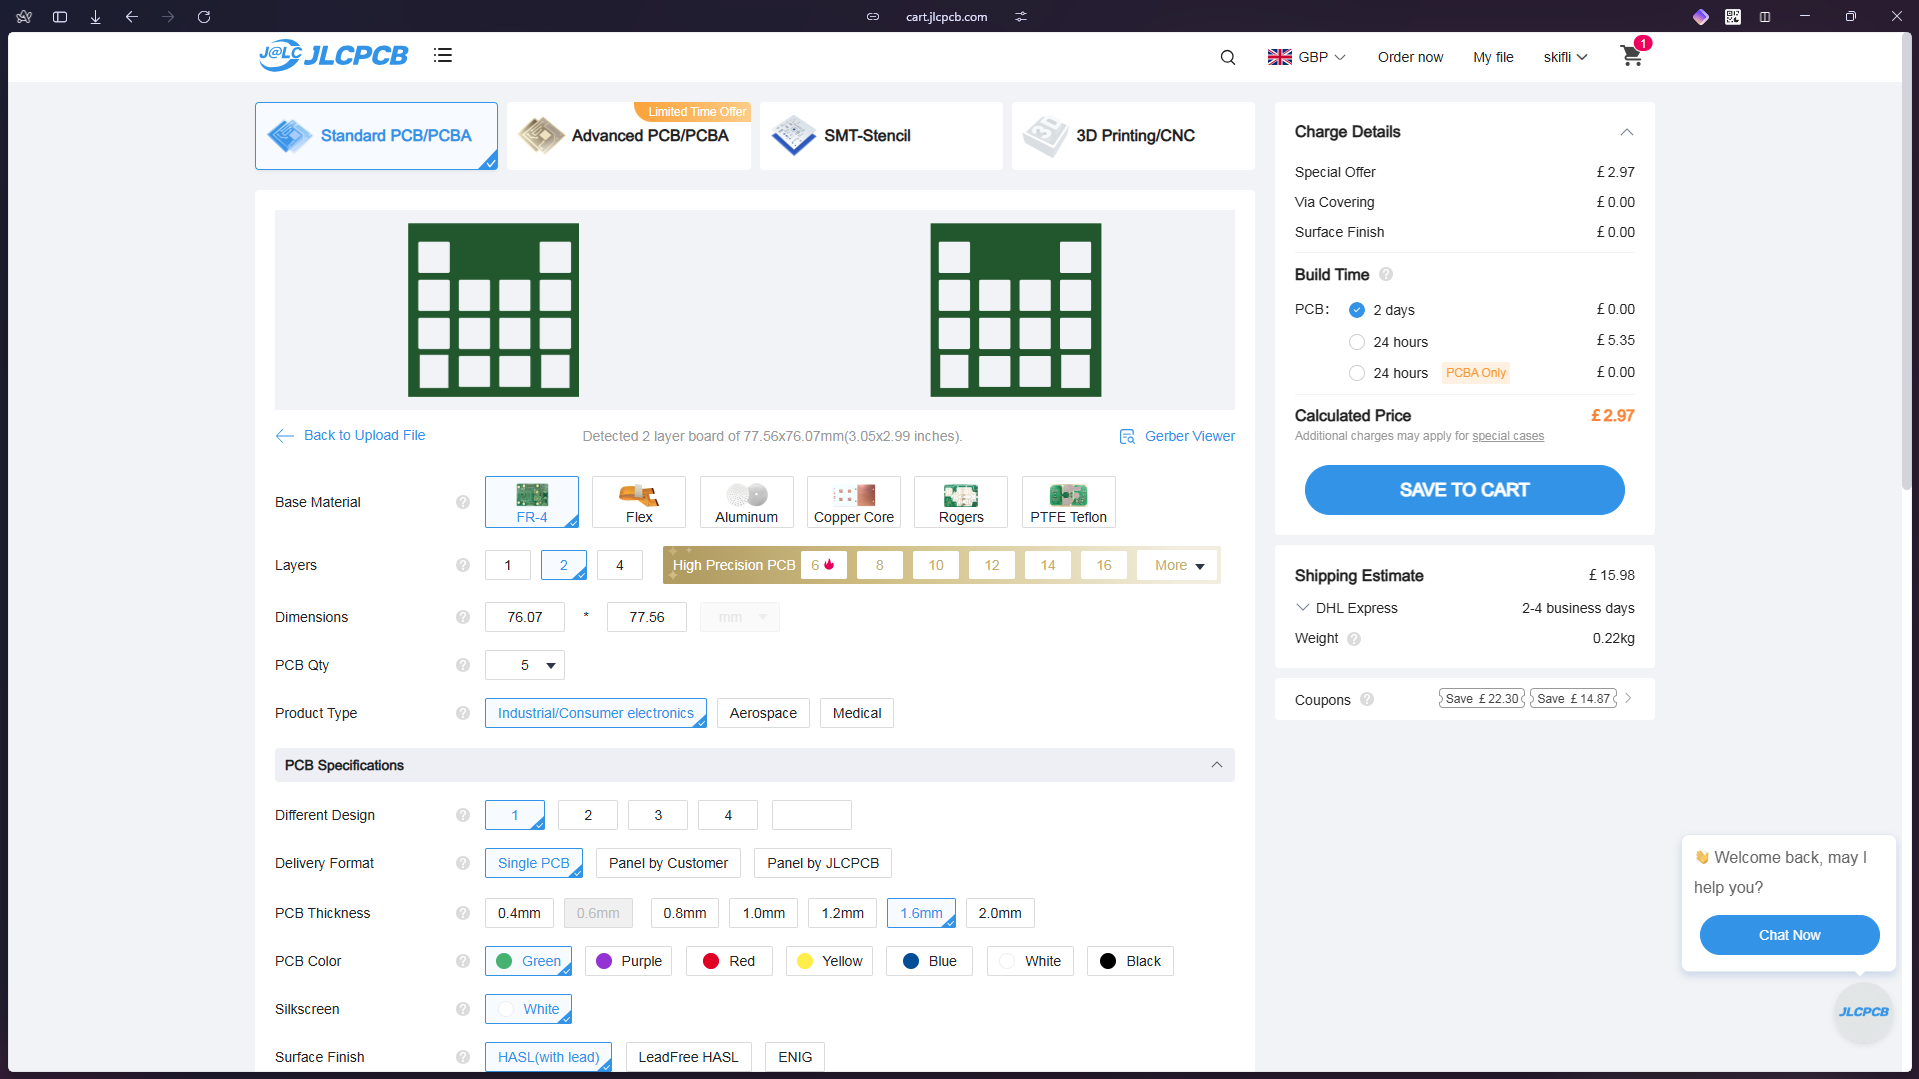 cart.jlcpcb.com
J@LC JLCPCB
GBP
Order now
My file
skifli
1
Standard PCB/PCBA
Limited Time Offer
Advanced PCB/PCBA
SMT-Stencil
3D
3D Printing/CNC
Back to Upload File
Detected 2 layer board of 77.56x76.07mm(3.05x2.99 inches).
Gerber Viewer
Base Material ?
FR-4
Flex
Aluminum
Copper Core
Rogers
PTFE Teflon
Layers ? 1 2 4 High Precision PCB 6 8 10 12 14 16 More
Dimensions ? 76.07 * 77.56 mm
PCB Qty ? 5
Product Type ? Industrial/Consumer electronics Aerospace Medical
PCB Specifications
Different Design ? 1 2 3 4
Delivery Format ? Single PCB Panel by Customer Panel by JLCPCB
PCB Thickness ? 0.4mm 0.6mm 0.8mm 1.0mm 1.2mm 1.6mm 2.0mm
PCB Color ? Green Purple Red Yellow Blue White Black
Silkscreen ? White
Surface Finish ? HASL(with lead) LeadFree HASL ENIG
Charge Details
Special Offer £ 2.97
Via Covering £ 0.00
Surface Finish £ 0.00
Build Time ?
PCB: 2 days £ 0.00
24 hours £ 5.35
24 hours PCBA Only £ 0.00
Calculated Price £ 2.97
Additional charges may apply for special cases
SAVE TO CART
Shipping Estimate £ 15.98
DHL Express 2-4 business days
Weight ? 0.22kg
Coupons ? Save £ 22.30 Save £ 14.87
👋 Welcome back, may I
help you?
Chat Now
JLCPCB